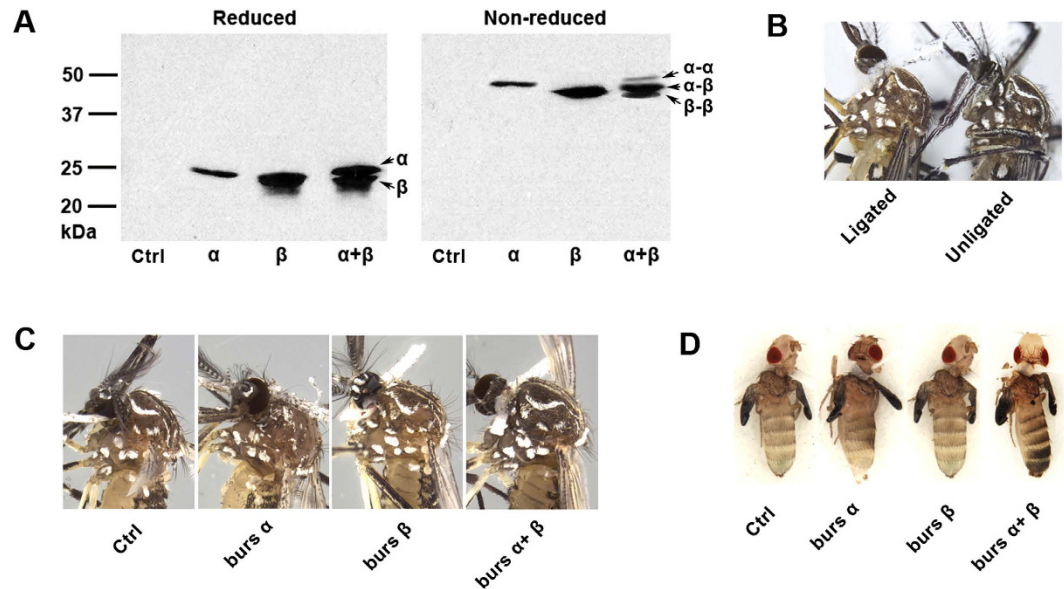 A
Reduced
Non-reduced
50
37
25
20
kDa
α-α
α-β
β-β
α
β
Ctrl α β α+β
Ctrl α β α+β
B
Ligated
Unligated
C
Ctrl
burs α
burs β
burs α+ β
D
Ctrl
burs α
burs β
burs α+ β